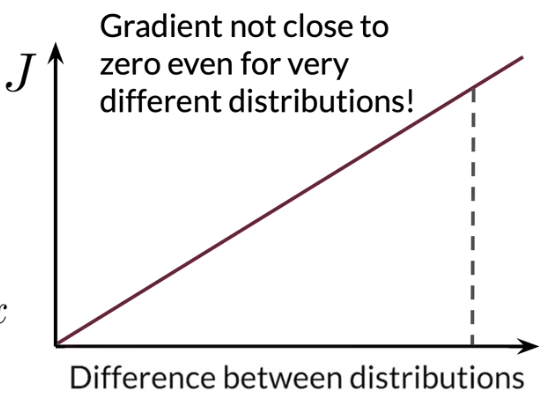 Gradient not close to
zero even for very
different distributions!
J
Difference between distributions